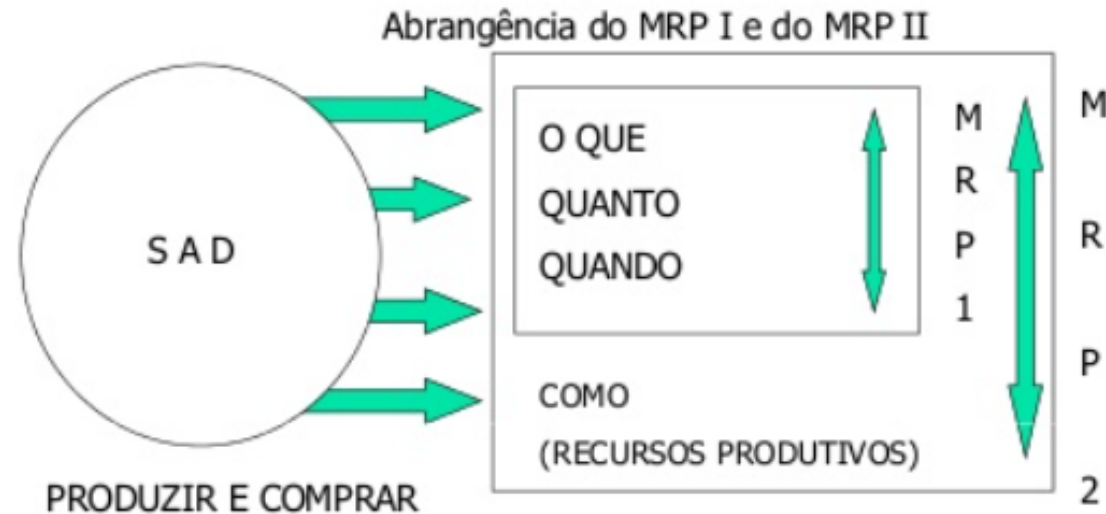 Abrangência do MRP I e do MRP II
S A D
PRODUZIR E COMPRAR
O QUE
QUANTO
QUANDO
M
R
P
1
COMO
(RECURSOS PRODUTIVOS)
M
R
P
2